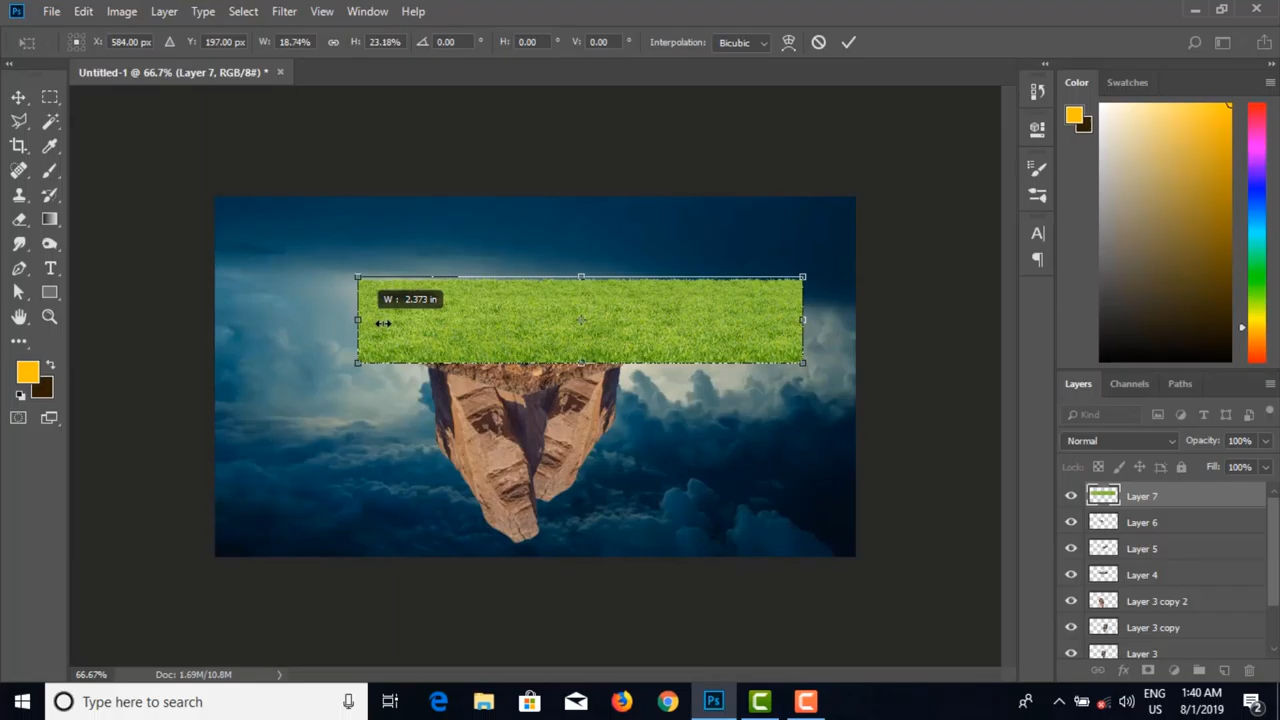 Ps File Edit Image Layer Type Select Filter View Window Help
X: 584.00 px Y: 197.00 px W: 18.74% H: 23.18% 0.00 ° H: 0.00 ° V: 0.00 ° Interpolation: Bicubic
Untitled-1 @ 66.7% (Layer 7, RGB/8#) * ×
Color Swatches
W : 2.373 in
Layers Channels Paths
Kind
Normal Opacity: 100%
Lock: Fill: 100%
Layer 7
Layer 6
Layer 5
Layer 4
Layer 3 copy 2
Layer 3 copy
Layer 3
66.67% Doc: 1.69M/10.8M
Type here to search
Ps
ENG
US
1:40 AM
8/1/2019
2